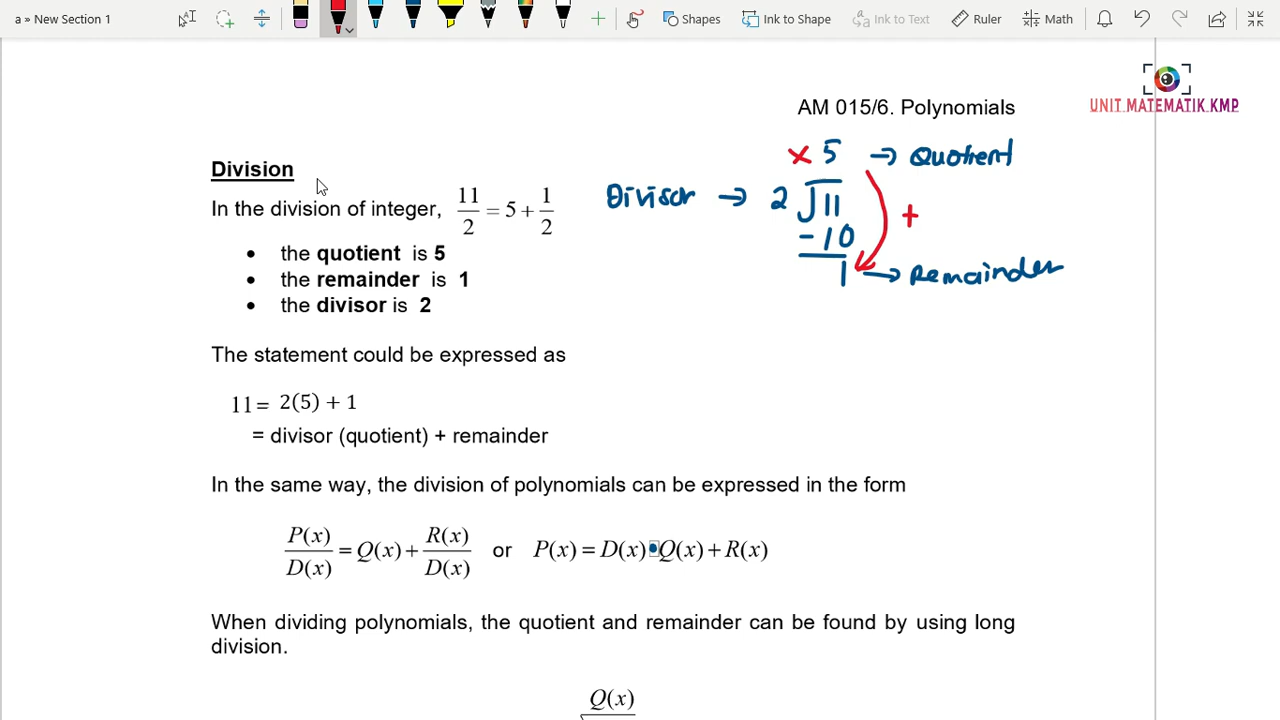 a » New Section 1
Shapes
Ink to Shape
Ink to Text
Ruler
Math
UNIT.MATEMATIK.KMP
AM 015/6. Polynomials
Division
In the division of integer, 11/2 = 5 + 1/2
• the quotient is 5
• the remainder is 1
• the divisor is 2
× 5 → Quotient
Divisor → 2 √11
+
-10
1 → Remainder
The statement could be expressed as
11 = 2(5) + 1
= divisor (quotient) + remainder
In the same way, the division of polynomials can be expressed in the form
P(x)/D(x) = Q(x) + R(x)/D(x) or P(x) = D(x)•Q(x) + R(x)
When dividing polynomials, the quotient and remainder can be found by using long
division.
Q(x)